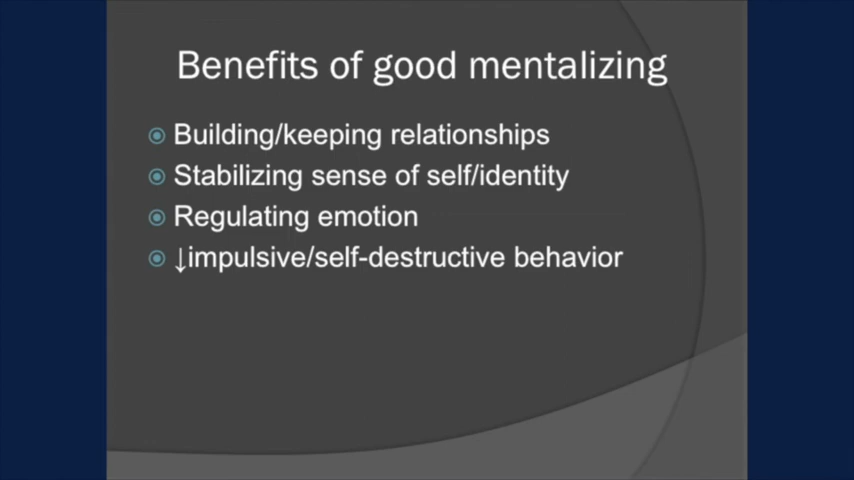 Benefits of good mentalizing
Building/keeping relationships
Stabilizing sense of self/identity
Regulating emotion
↓impulsive/self-destructive behavior